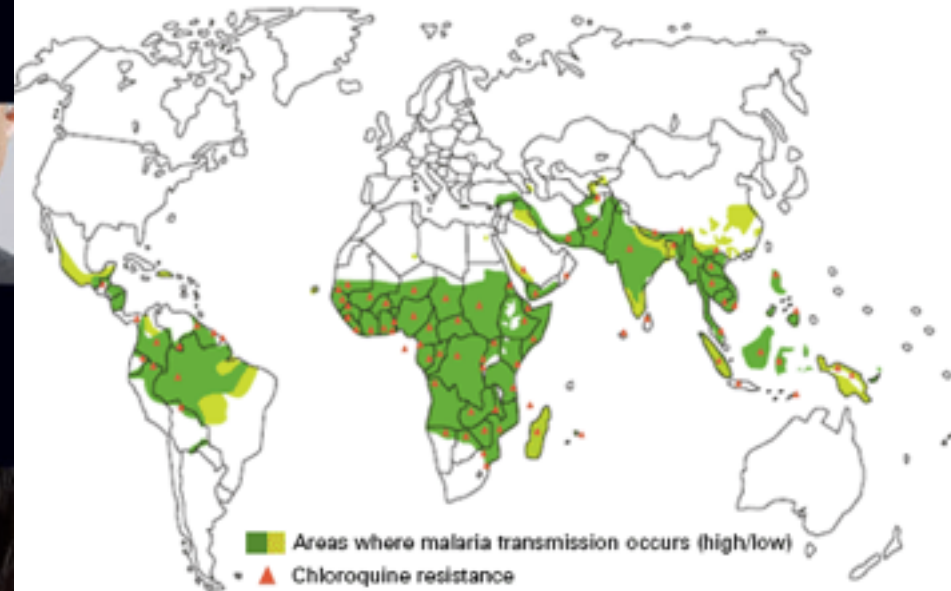 Areas where malaria transmission occurs (high/low)
Chloroquine resistance